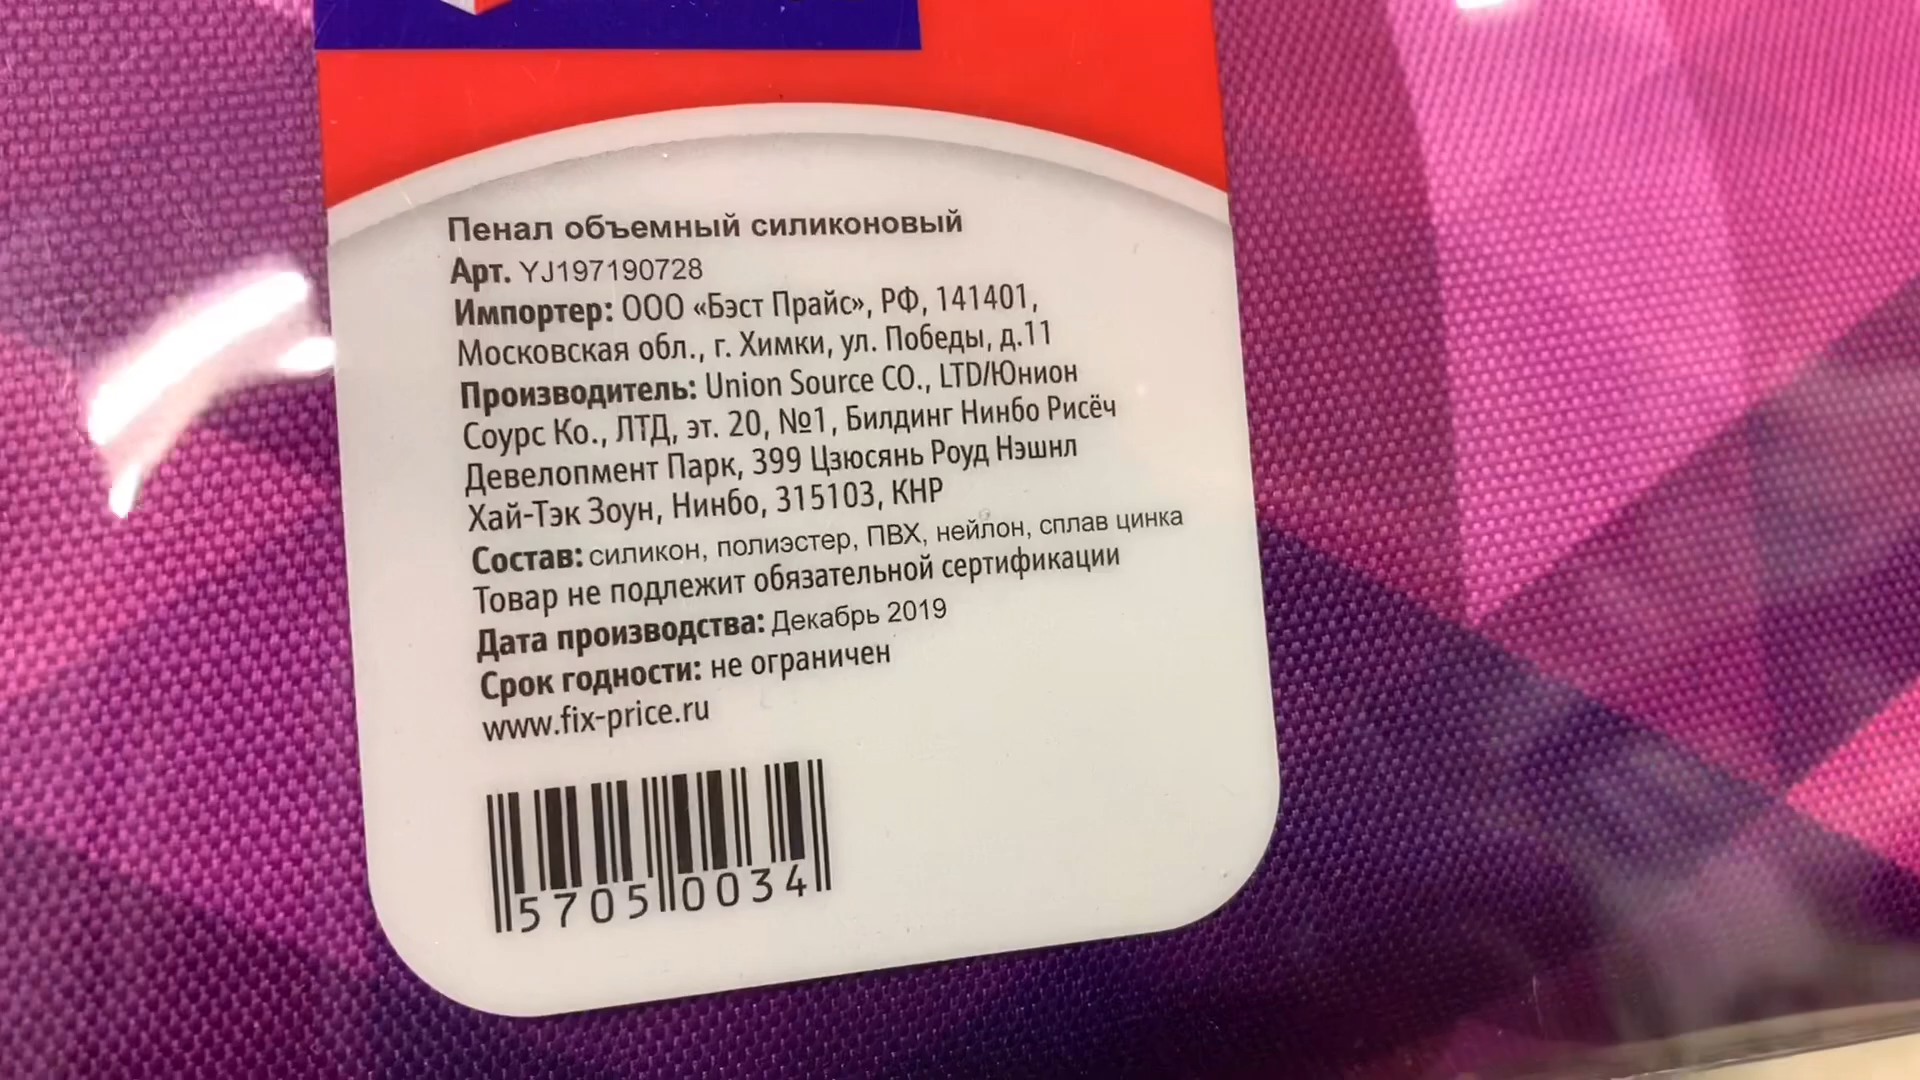 Пенал объемный силиконовый
Арт. YJ197190728
Импортер: ООО «Бэст Прайс», РФ, 141401,
Московская обл., г. Химки, ул. Победы, д.11
Производитель: Union Source CO., LTD/Юнион
Соурс Ко., ЛТД, эт. 20, №1, Билдинг Нинбо Рисёч
Девелопмент Парк, 399 Цзюсянь Роуд Нэшнл
Хай-Тэк Зоун, Нинбо, 315103, КНР
Состав: силикон, полиэстер, ПВХ, нейлон, сплав цинка
Товар не подлежит обязательной сертификации
Дата производства: Декабрь 2019
Срок годности: не ограничен
www.fix-price.ru
5705 0034